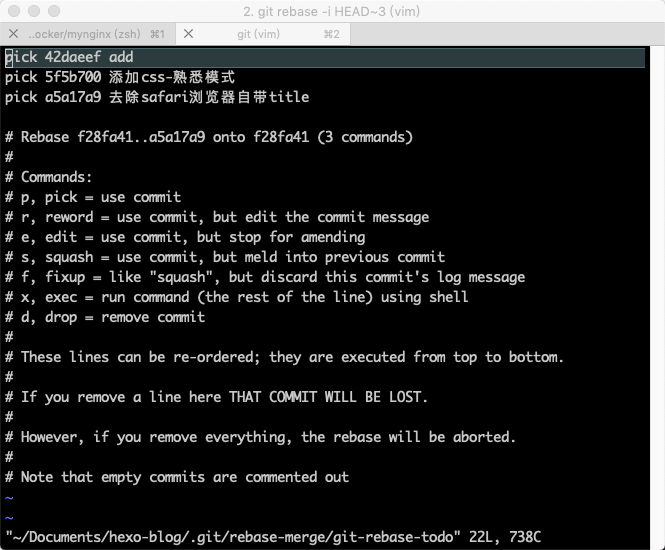 2. git rebase -i HEAD~3 (vim)
..ocker/mynginx (zsh) ⌘1
git (vim) ⌘2
pick 42daeef add
pick 5f5b700 添加css-熟悉模式
pick a5a17a9 去除safari浏览器自带title
# Rebase f28fa41..a5a17a9 onto f28fa41 (3 commands)
#
# Commands:
# p, pick = use commit
# r, reword = use commit, but edit the commit message
# e, edit = use commit, but stop for amending
# s, squash = use commit, but meld into previous commit
# f, fixup = like "squash", but discard this commit's log message
# x, exec = run command (the rest of the line) using shell
# d, drop = remove commit
#
# These lines can be re-ordered; they are executed from top to bottom.
#
# If you remove a line here THAT COMMIT WILL BE LOST.
#
# However, if you remove everything, the rebase will be aborted.
#
# Note that empty commits are commented out
~
~
"~/Documents/hexo-blog/.git/rebase-merge/git-rebase-todo" 22L, 738C